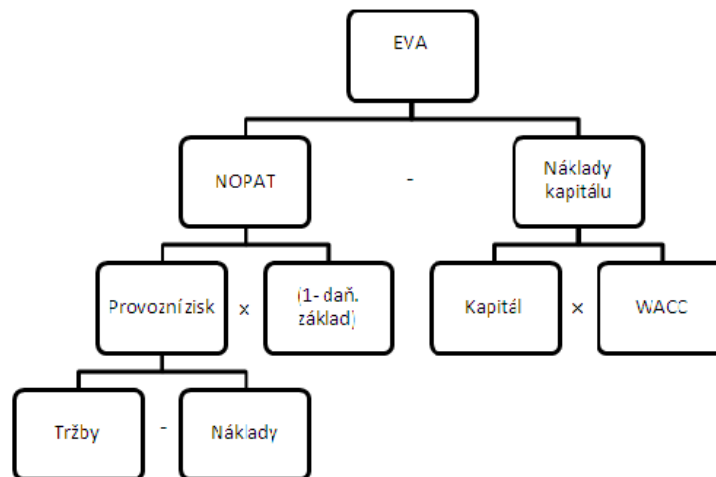 EVA
NOPAT
-
Náklady
kapitálu
Provozní zisk
x
(1- daň.
základ)
Kapitál
x
WACC
Tržby
-
Náklady